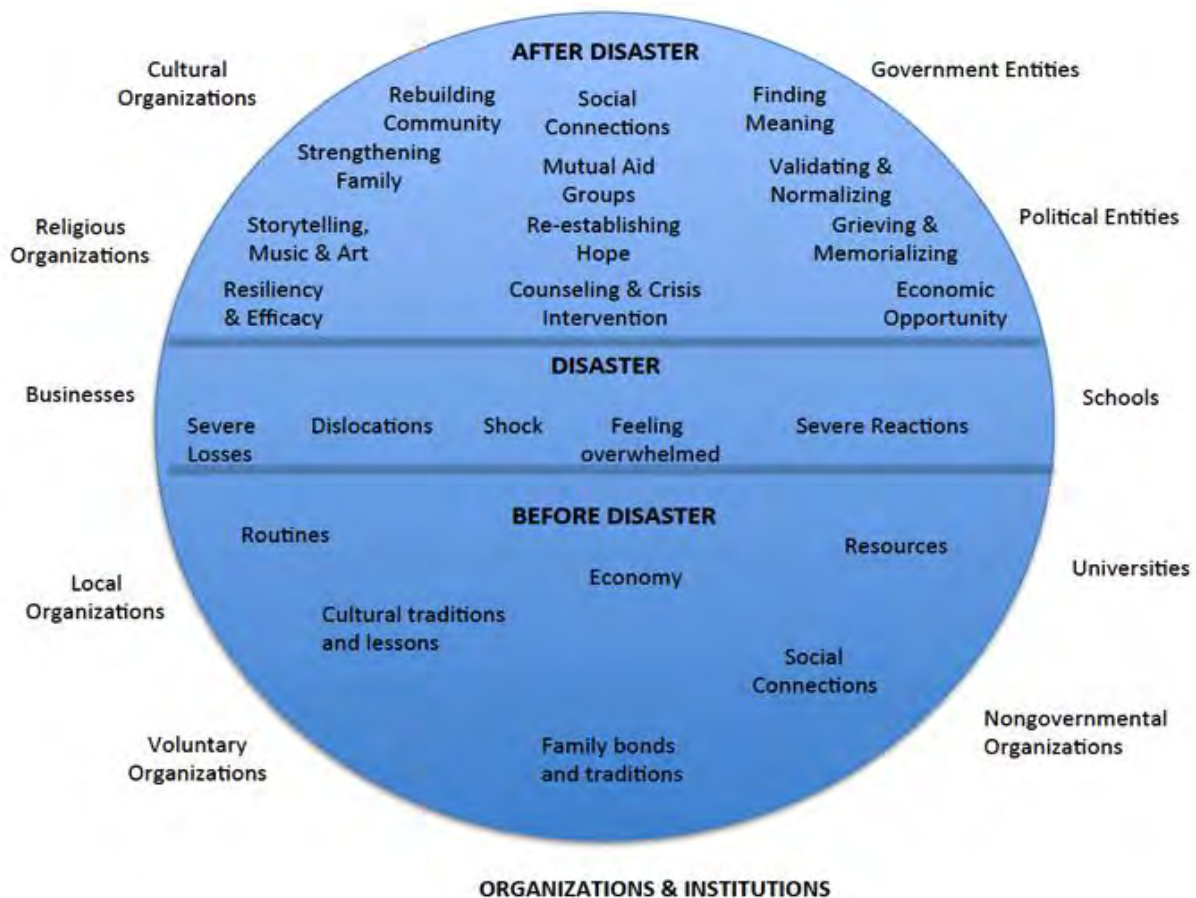 AFTER DISASTER
Cultural
Organizations
Government Entities
Rebuilding
Community
Social
Connections
Finding
Meaning
Strengthening
Family
Mutual Aid
Groups
Validating &
Normalizing
Religious
Organizations
Storytelling,
Music & Art
Re-establishing
Hope
Grieving &
Memorializing
Political Entities
Resiliency
& Efficacy
Counseling & Crisis
Intervention
Economic
Opportunity
DISASTER
Businesses
Schools
Severe
Losses
Dislocations
Shock
Feeling
overwhelmed
Severe Reactions
BEFORE DISASTER
Routines
Resources
Economy
Universities
Local
Organizations
Cultural traditions
and lessons
Social
Connections
Nongovernmental
Organizations
Voluntary
Organizations
Family bonds
and traditions
ORGANIZATIONS & INSTITUTIONS